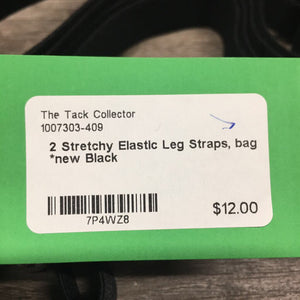 The Tack Collector
1007303-409
2 Stretchy Elastic Leg Straps, bag
*new Black
7P4WZ8
$12.00